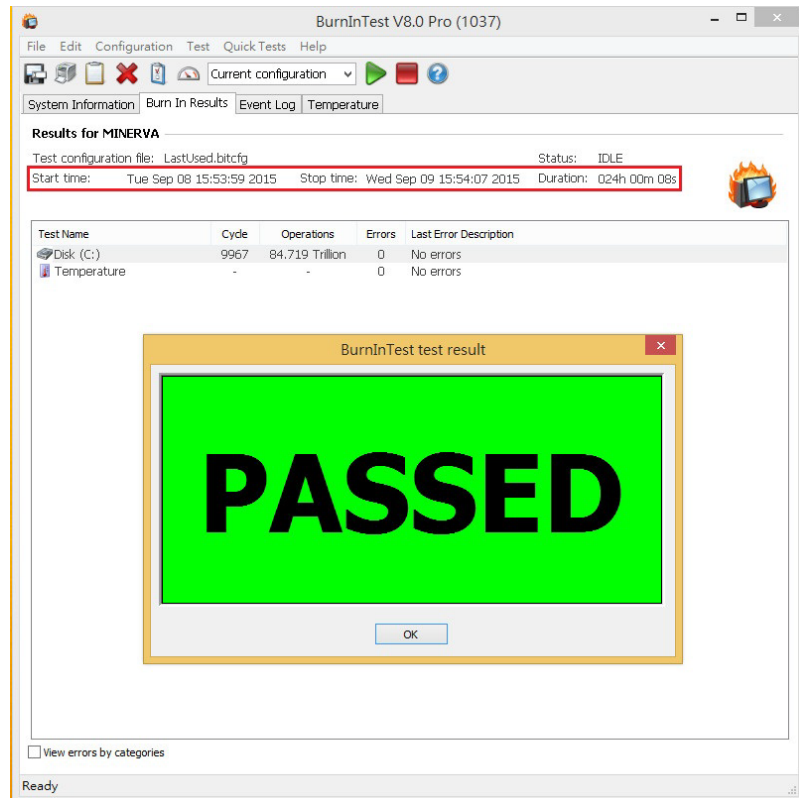 BurnInTest V8.0 Pro (1037)
File Edit Configuration Test Quick Tests Help
Current configuration
System Information Burn In Results Event Log Temperature
Results for MINERVA
Test configuration file: LastUsed.bitcfg Status: IDLE
Start time: Tue Sep 08 15:53:59 2015 Stop time: Wed Sep 09 15:54:07 2015 Duration: 024h 00m 08s
Test Name Cycle Operations Errors Last Error Description
Disk (C:) 9967 84.719 Trillion 0 No errors
Temperature - - 0 No errors
BurnInTest test result
PASSED
OK
View errors by categories
Ready